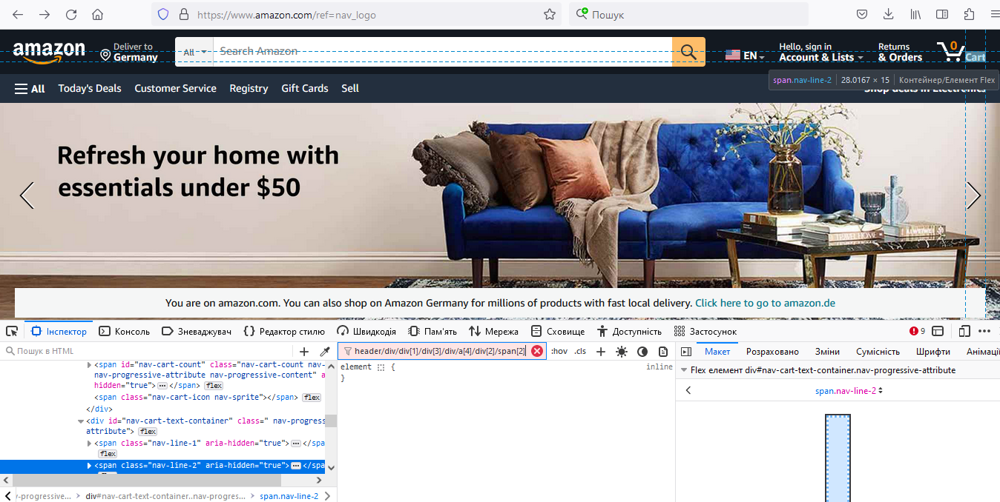 https://www.amazon.com/ref=nav_logo
Пошук
amazon
Deliver to
Germany
All
Search Amazon
EN
Hello, sign in
Account & Lists
Returns
& Orders
0
Cart
span.nav-line-2 28.0167 × 15 Контейнер/Елемент Flex
All Today's Deals Customer Service Registry Gift Cards Sell
Shop deals in Electronics
Refresh your home with
essentials under $50
You are on amazon.com. You can also shop on Amazon Germany for millions of products with fast local delivery. Click here to go to amazon.de
Інспектор Консоль Зневаджувач Редактор стилю Швидкодія Пам'ять Мережа Сховище Доступність Застосунок 9
Пошук в HTML
header/div/div[1]/div[3]/div/a[4]/div[2]/span[2]
:hov .cls
Макет Розраховано Зміни Сумісність Шрифти Анімації
<span id="nav-cart-count" class="nav-cart-count nav-
nav-progressive-attribute nav-progressive-content" a
hidden="true"></span> flex
<span class="nav-cart-icon nav-sprite"></span> flex
</div>
<div id="nav-cart-text-container" class=" nav-progress
attribute"> flex
<span class="nav-line-1" aria-hidden="true"></spa
flex
<span class="nav-line-2" aria-hidden="true"></spa
element { inline
}
Flex елемент div#nav-cart-text-container.nav-progressive-attribute
span.nav-line-2
-progressive... div#nav-cart-text-container..nav-progres... span.nav-line-2